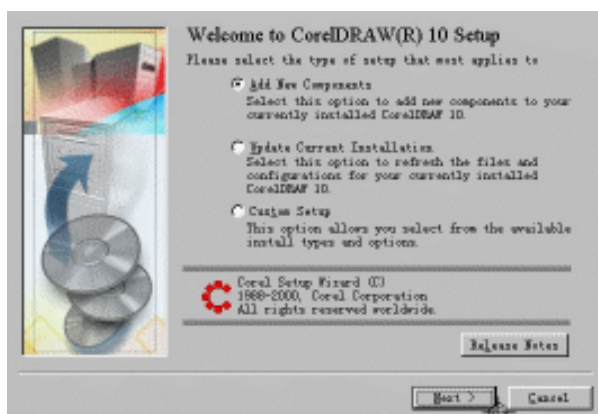 Welcome to CorelDRAW(R) 10 Setup
Please select the type of setup that most applies to
Add New Components
Select this option to add new components to your
currently installed CorelDRAW 10.
Update Current Installation
Select this option to refresh the files and
configurations for your currently installed
CorelDRAW 10.
Custom Setup
This option allows you select from the available
install types and options.
Corel Setup Wizard (C)
1988-2000, Corel Corporation
All rights reserved worldwide.
Release Notes
Next >
Cancel